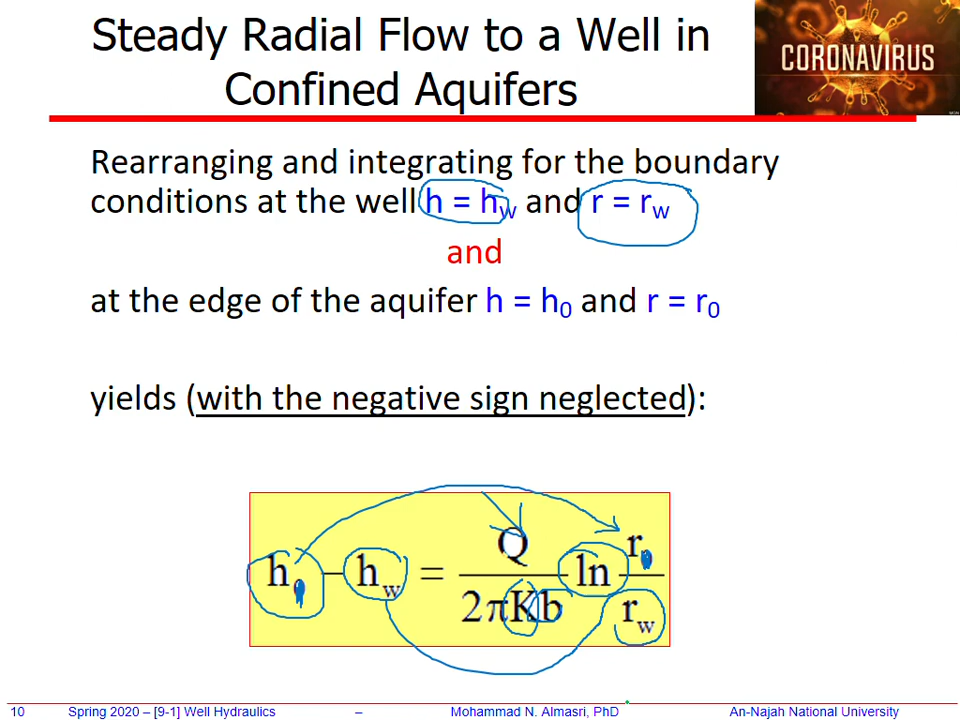 Steady Radial Flow to a Well in
Confined Aquifers
CORONAVIRUS
Rearranging and integrating for the boundary
conditions at the well h = hw and r = rw
and
at the edge of the aquifer h = h0 and r = r0
yields (with the negative sign neglected):
h0 − hw = Q / 2πKb ln r0 / rw
10 Spring 2020 – [9-1] Well Hydraulics – Mohammad N. Almasri, PhD An-Najah National University